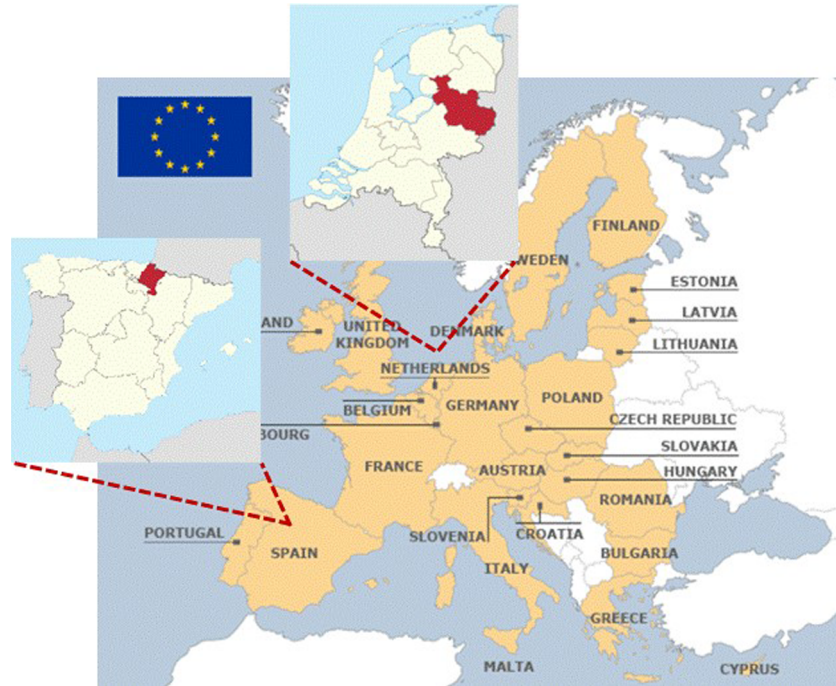 FINLAND
WEDEN
ESTONIA
LATVIA
LITHUANIA
AND
UNITED
KINGDOM
DENMARK
NETHERLANDS
BELGIUM
GERMANY
POLAND
BOURG
CZECH REPUBLIC
SLOVAKIA
HUNGARY
FRANCE
AUSTRIA
ROMANIA
PORTUGAL
SPAIN
SLOVENIA
CROATIA
BULGARIA
ITALY
GREECE
MALTA
CYPRUS